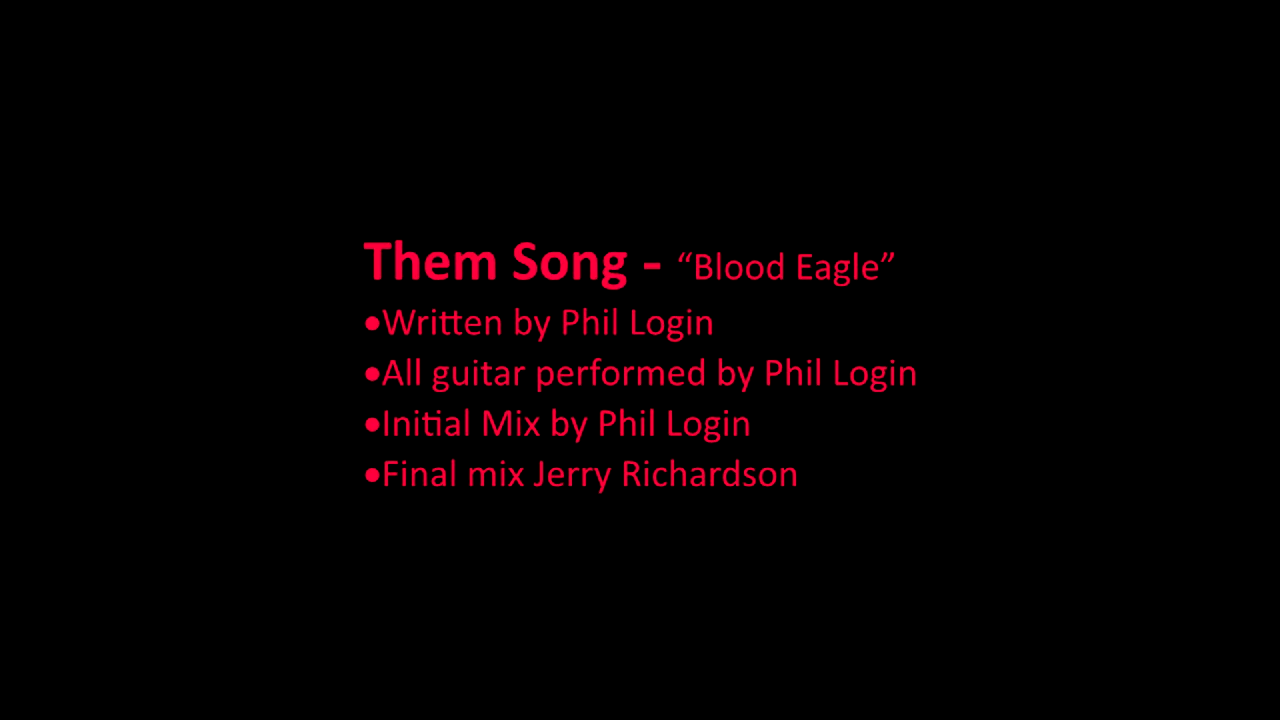 Them Song - “Blood Eagle”
•Written by Phil Login
•All guitar performed by Phil Login
•Initial Mix by Phil Login
•Final mix Jerry Richardson